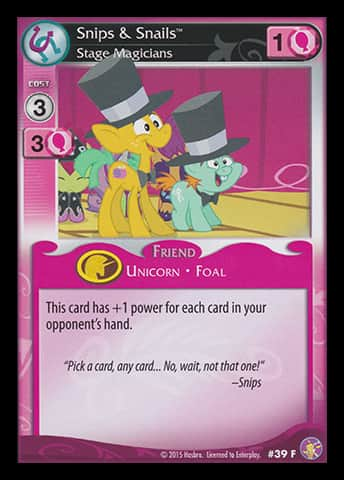 Snips & Snails™
Stage Magicians
1
COST
3
3
FRIEND
UNICORN • FOAL
This card has +1 power for each card in your
opponent's hand.
"Pick a card, any card... No, wait, not that one!"
–Snips
© 2015 Hasbro. Licensed to Enterplay.
#39 F